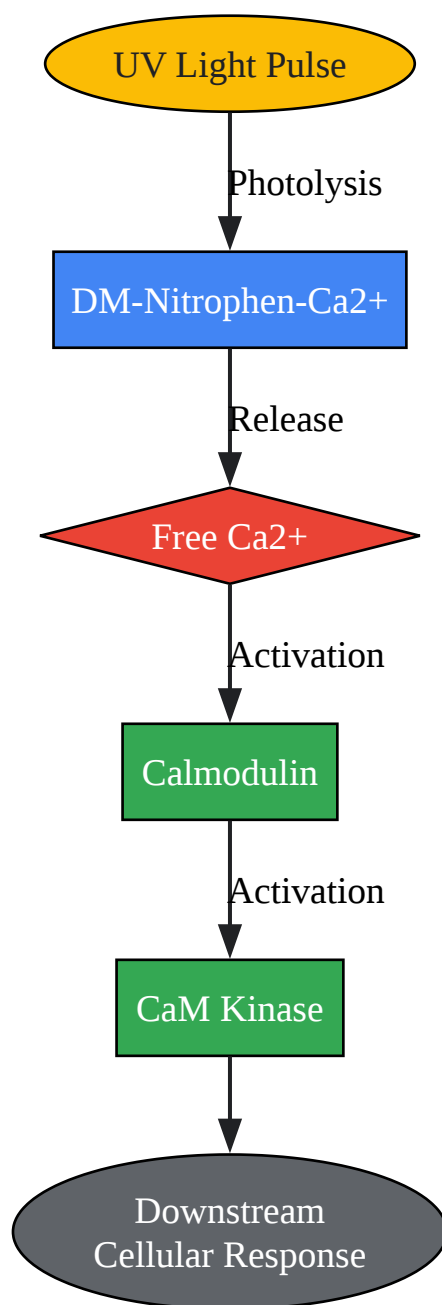 UV Light Pulse
Photolysis
DM-Nitrophen-Ca2+
Release
Free Ca2+
Activation
Calmodulin
Activation
CaM Kinase
Downstream
Cellular Response